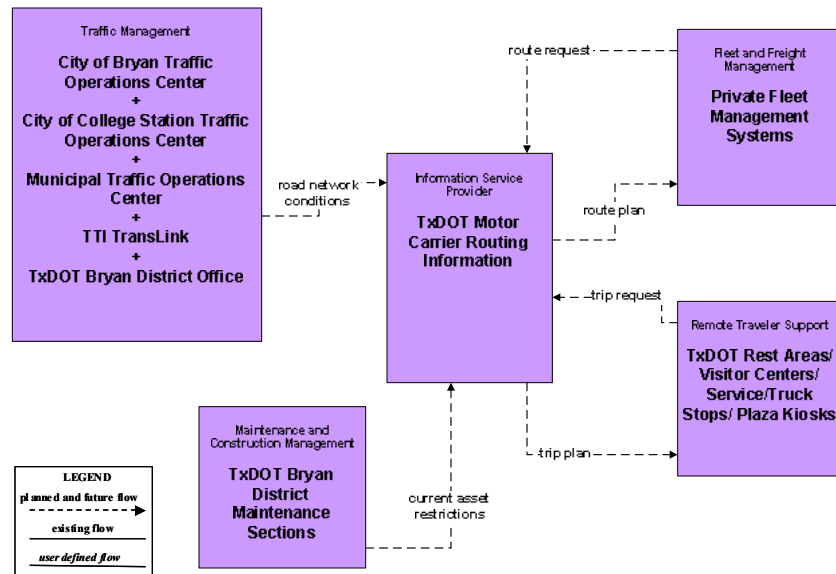 Traffic Management
City of Bryan Traffic
Operations Center
+
City of College Station Traffic
Operations Center
+
Municipal Traffic Operations
Center
+
TTI TransLink
+
TxDOT Bryan District Office
road network
conditions
Information Service
Provider
TxDOT Motor
Carrier Routing
Information
route request
Fleet and Freight
Management
Private Fleet
Management
Systems
route plan
trip request
Remote Traveler Support
TxDOT Rest Areas/
Visitor Centers/
Service/Truck
Stops/ Plaza Kiosks
trip plan
Maintenance and
Construction Management
TxDOT Bryan
District
Maintenance
Sections
current asset
restrictions
LEGEND
planned and future flow
existing flow
user defined flow